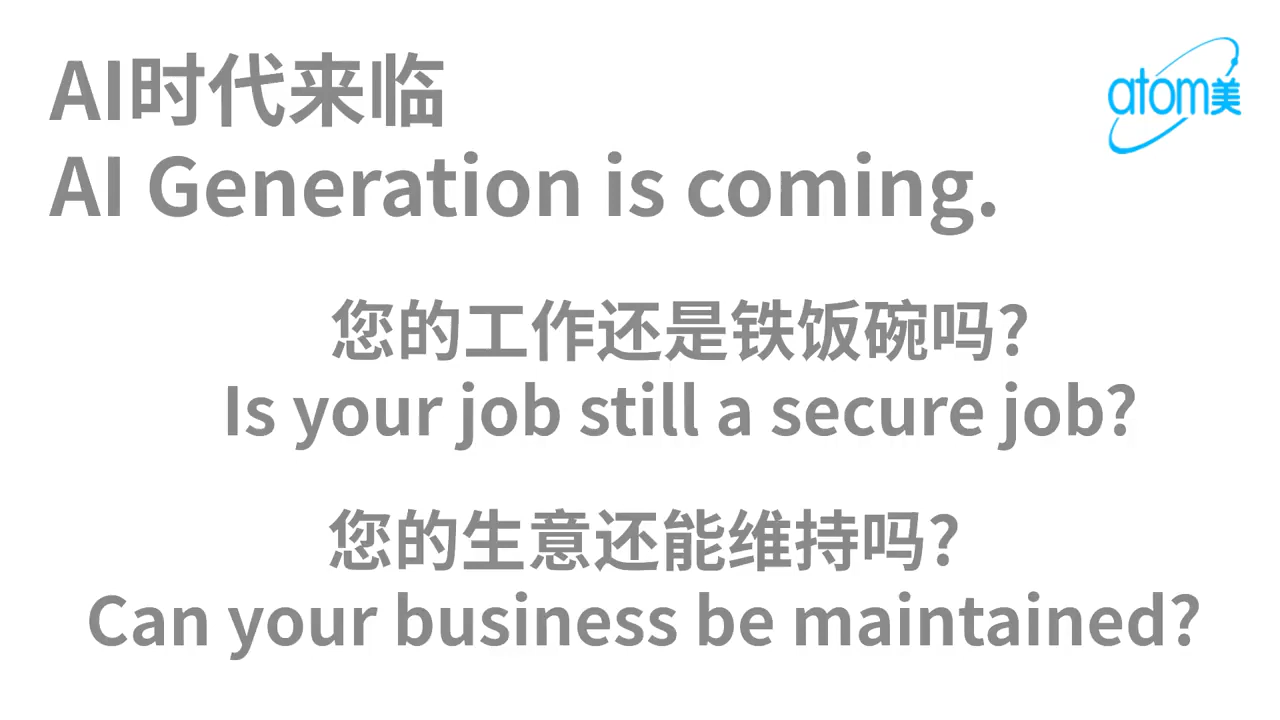 AI时代来临
atom美
AI Generation is coming.
您的工作还是铁饭碗吗?
Is your job still a secure job?
您的生意还能维持吗?
Can your business be maintained?